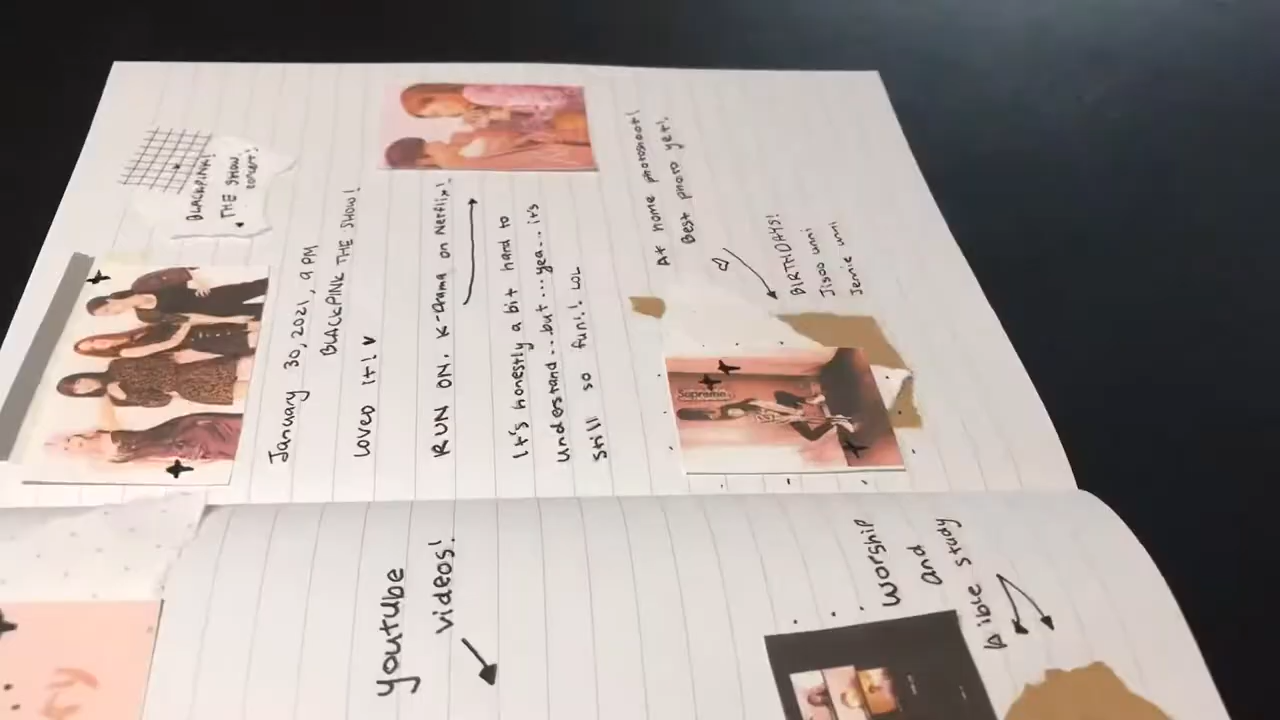 BLACKPINK!
THE SHOW
concert!
January 30, 2021, 9 PM
BLACKPINK THE SHOW!
Loved it!
RUN ON, K-Drama on Netflix!
It's honestly a bit hard to
understand...but...yea...it's
still so fun!! LOL
At home photoshoot!
Best photo yet!
BIRTHDAYS!
Jisoo unni
Jennie unni
Supreme
youtube
videos!
worship
and
Bible study